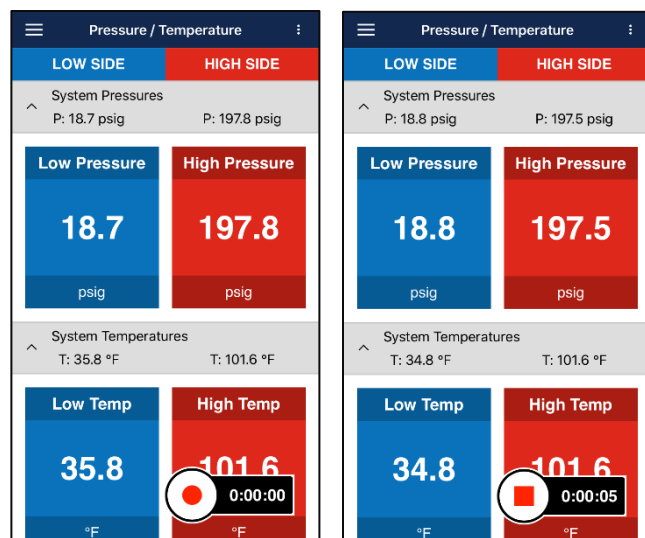 Pressure / Temperature
LOW SIDE HIGH SIDE
System Pressures
P: 18.7 psig P: 197.8 psig
Low Pressure High Pressure
18.7 197.8
psig psig
System Temperatures
T: 35.8 °F T: 101.6 °F
Low Temp High Temp
35.8 101.6
0:00:00
°F °F
Pressure / Temperature
LOW SIDE HIGH SIDE
System Pressures
P: 18.8 psig P: 197.5 psig
Low Pressure High Pressure
18.8 197.5
psig psig
System Temperatures
T: 34.8 °F T: 101.6 °F
Low Temp High Temp
34.8 101.6
0:00:05
°F °F